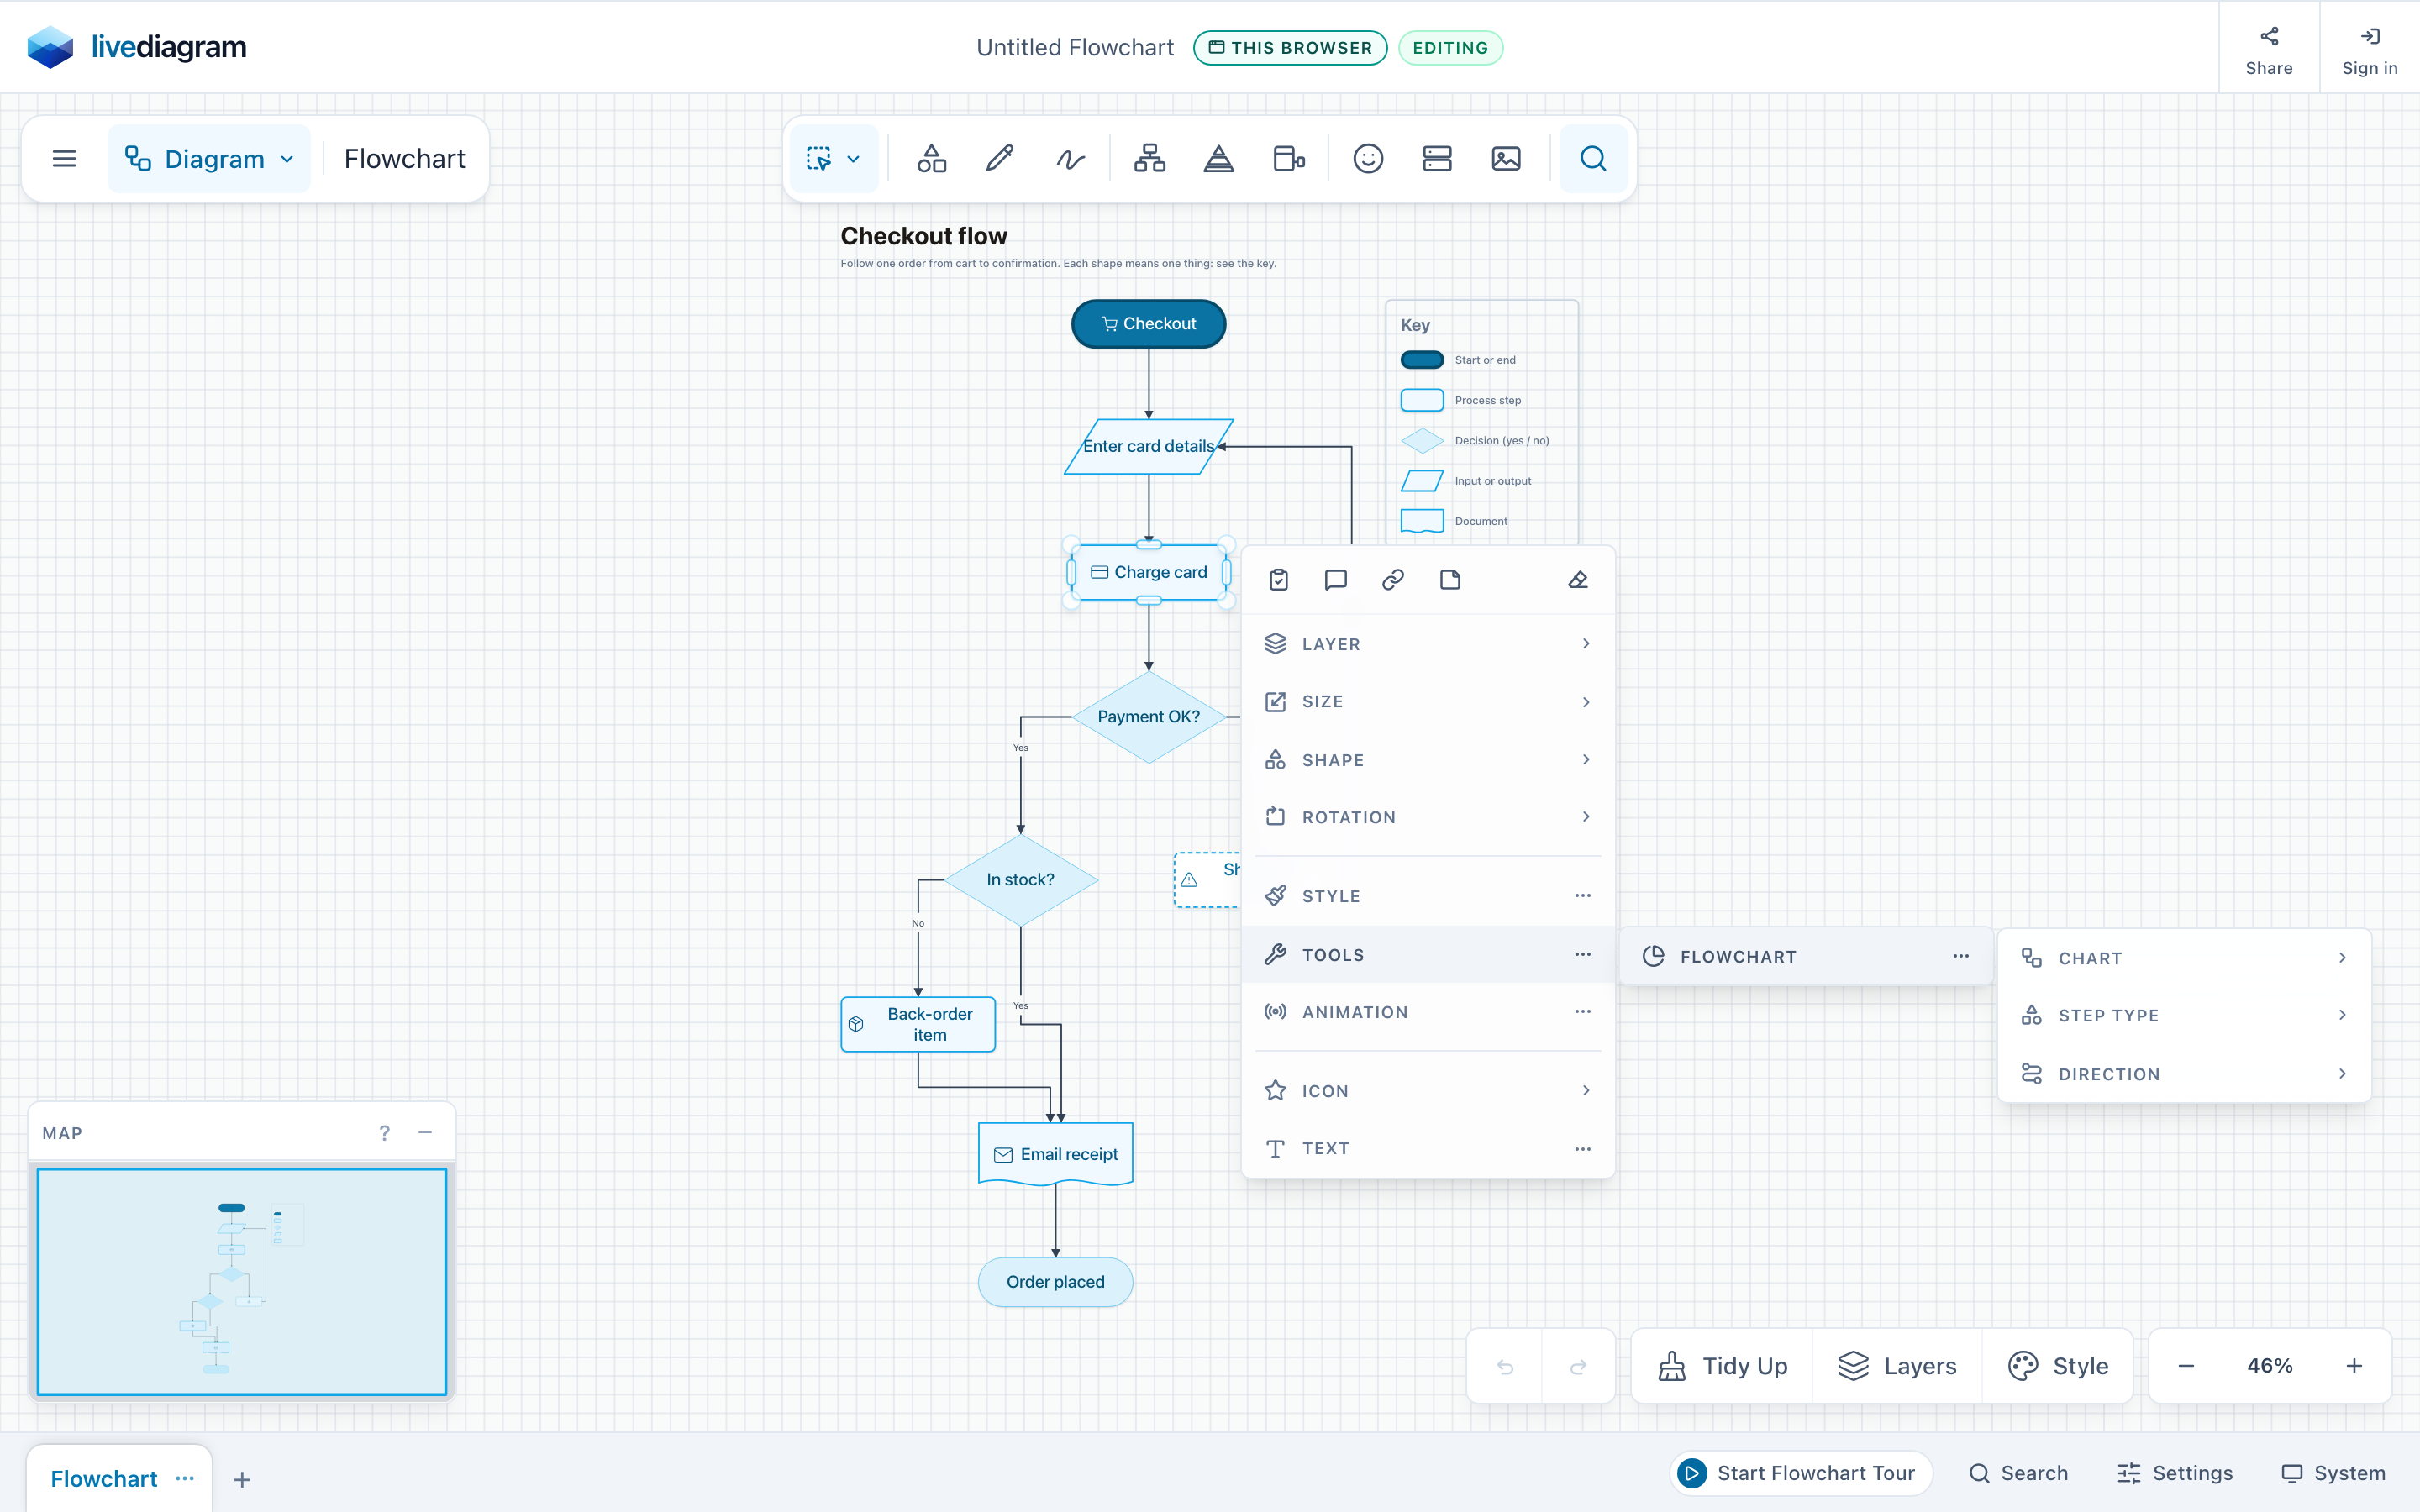 livediagram
Untitled Flowchart
THIS BROWSER
EDITING
Share
Sign in
Diagram
Flowchart
Checkout flow
Follow one order from cart to confirmation. Each shape means one thing: see the key.
Checkout
Key
Start or end
Process step
Decision (yes / no)
Input or output
Document
Enter card details
Charge card
Payment OK?
Yes
In stock?
No
Yes
Back-order
item
Email receipt
Order placed
LAYER
SIZE
SHAPE
ROTATION
STYLE
TOOLS
ANIMATION
ICON
TEXT
FLOWCHART
CHART
STEP TYPE
DIRECTION
MAP
?
Tidy Up
Layers
Style
46%
Flowchart
Start Flowchart Tour
Search
Settings
System